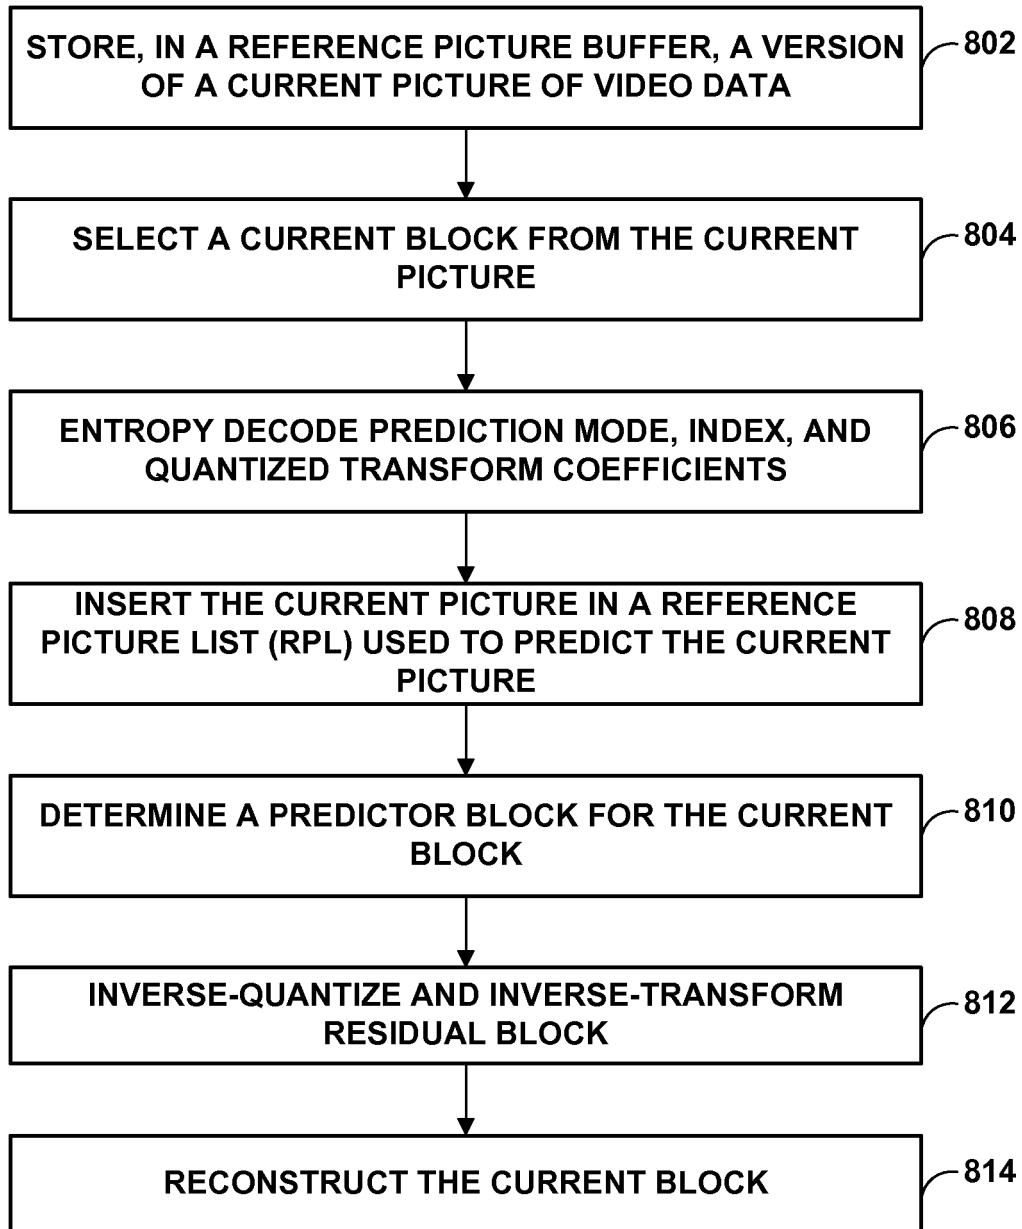 STORE, IN A REFERENCE PICTURE BUFFER, A VERSION
OF A CURRENT PICTURE OF VIDEO DATA
802
SELECT A CURRENT BLOCK FROM THE CURRENT
PICTURE
804
ENTROPY DECODE PREDICTION MODE, INDEX, AND
QUANTIZED TRANSFORM COEFFICIENTS
806
INSERT THE CURRENT PICTURE IN A REFERENCE
PICTURE LIST (RPL) USED TO PREDICT THE CURRENT
PICTURE
808
DETERMINE A PREDICTOR BLOCK FOR THE CURRENT
BLOCK
810
INVERSE-QUANTIZE AND INVERSE-TRANSFORM
RESIDUAL BLOCK
812
RECONSTRUCT THE CURRENT BLOCK
814